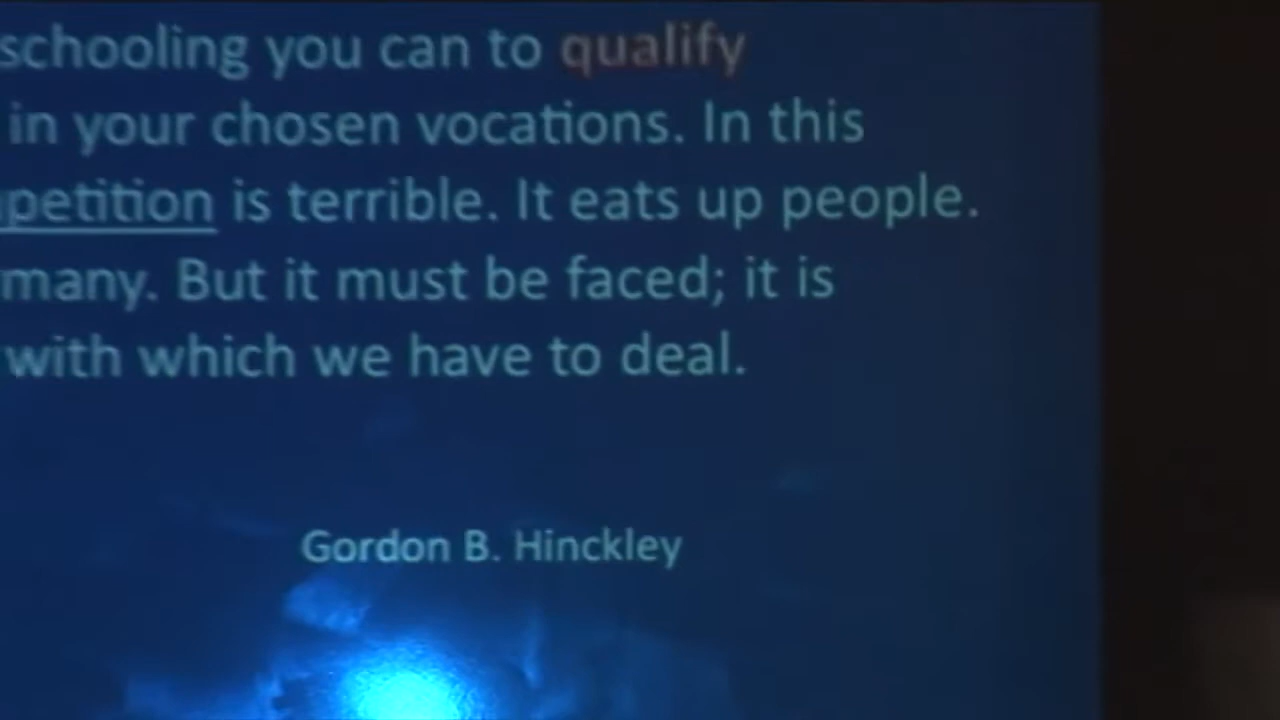 schooling you can to qualify
in your chosen vocations. In this
petition is terrible. It eats up people.
many. But it must be faced; it is
with which we have to deal.
Gordon B. Hinckley